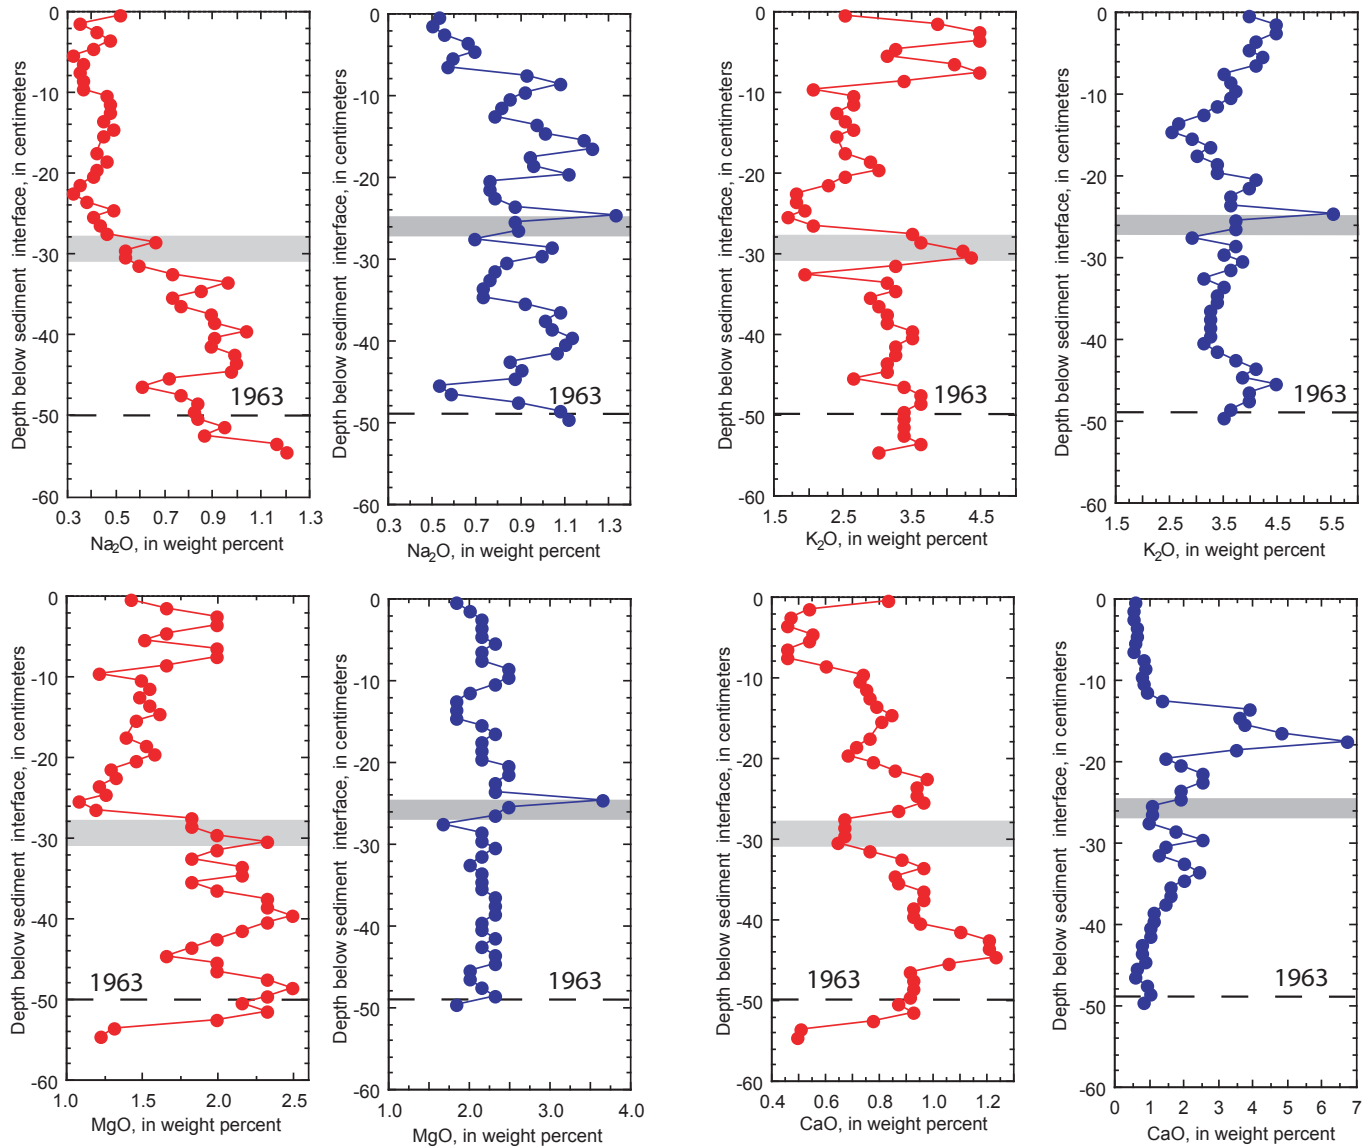 Depth below sediment interface, in centimeters
-0
-10
-20
-30
-40
-50
-60
1963
0.3 0.5 0.7 0.9 1.1 1.3
Na₂O, in weight percent
Depth below sediment interface, in centimeters
-0
-10
-20
-30
-40
-50
-60
1963
0.3 0.5 0.7 0.9 1.1 1.3
Na₂O, in weight percent
Depth below sediment interface, in centimeters
-0
-10
-20
-30
-40
-50
-60
1963
1.5 2.5 3.5 4.5
K₂O, in weight percent
Depth below sediment interface, in centimeters
-0
-10
-20
-30
-40
-50
-60
1963
1.5 2.5 3.5 4.5 5.5 6.5
K₂O, in weight percent
Depth below sediment interface, in centimeters
0
-10
-20
-30
-40
-50
-60
1963
1.0 1.5 2.0 2.5
MgO, in weight percent
Depth below sediment interface, in centimeters
0
-10
-20
-30
-40
-50
-60
1963
1.0 2.0 3.0 4.0
MgO, in weight percent
Depth below sediment interface, in centimeters
0
-10
-20
-30
-40
-50
-60
1963
0.4 0.6 0.8 1.0 1.2
CaO, in weight percent
Depth below sediment interface, in centimeters
0
-10
-20
-30
-40
-50
-60
1963
0 1 2 3 4 5 6 7
CaO, in weight percent